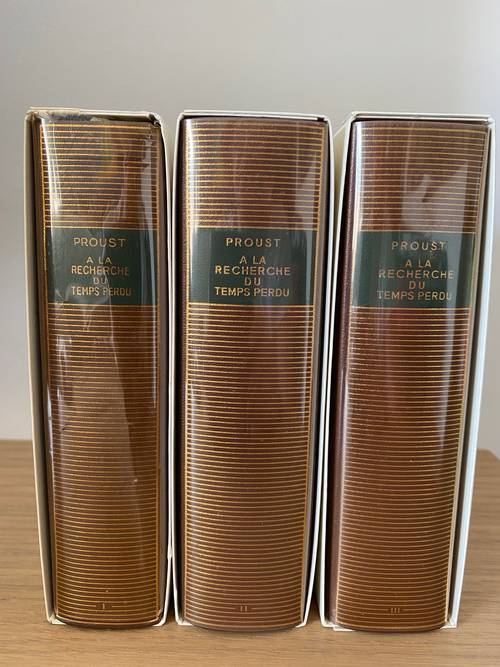 PROUST
A LA
RECHERCHE
DU
TEMPS PERDU
I
PROUST
A LA
RECHERCHE
DU
TEMPS PERDU
II
PROUST
A LA
RECHERCHE
DU
TEMPS PERDU
III